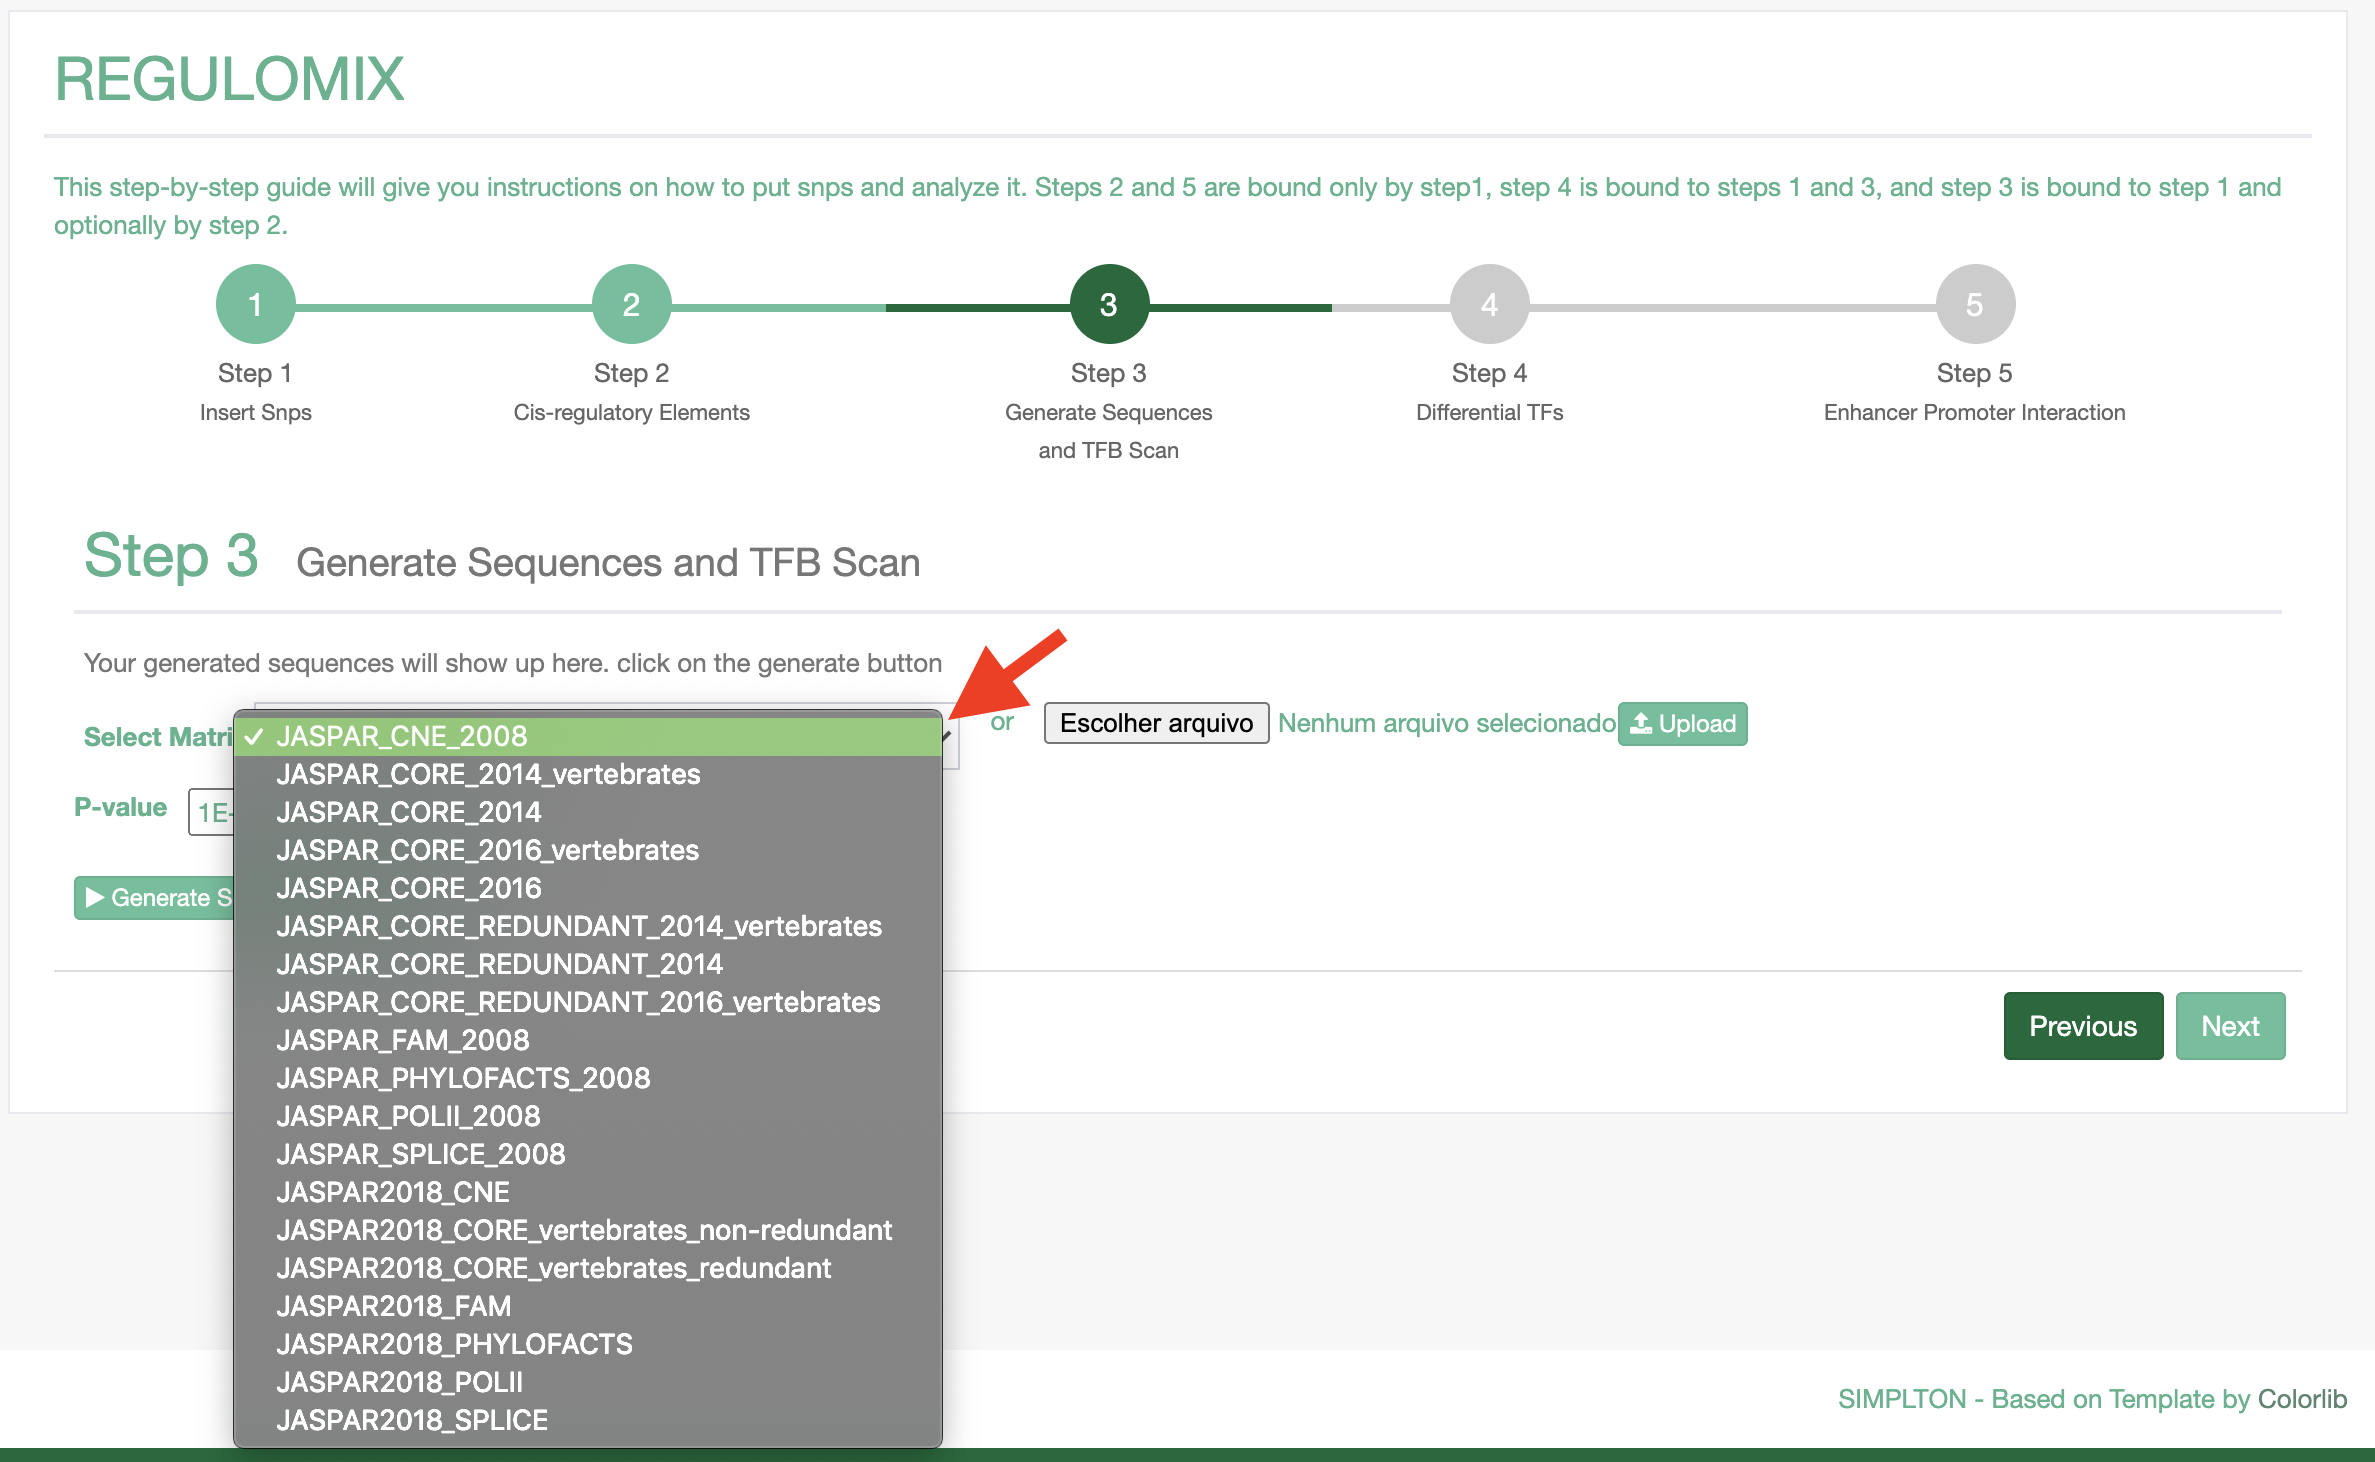 REGULOMIX
This step-by-step guide will give you instructions on how to put snps and analyze it. Steps 2 and 5 are bound only by step1, step 4 is bound to steps 1 and 3, and step 3 is bound to step 1 and
optionally by step 2.
1 2 3 4 5
Step 1 Step 2 Step 3 Step 4 Step 5
Insert Snps Cis-regulatory Elements Generate Sequences Differential TFs Enhancer Promoter Interaction
and TFB Scan
Step 3 Generate Sequences and TFB Scan
Your generated sequences will show up here. click on the generate button
Select Matri
or Escolher arquivo Nenhum arquivo selecionado Upload
P-value 1E-
Generate S
JASPAR_CNE_2008
JASPAR_CORE_2014_vertebrates
JASPAR_CORE_2014
JASPAR_CORE_2016_vertebrates
JASPAR_CORE_2016
JASPAR_CORE_REDUNDANT_2014_vertebrates
JASPAR_CORE_REDUNDANT_2014
JASPAR_CORE_REDUNDANT_2016_vertebrates
JASPAR_FAM_2008
JASPAR_PHYLOFACTS_2008
JASPAR_POLII_2008
JASPAR_SPLICE_2008
JASPAR2018_CNE
JASPAR2018_CORE_vertebrates_non-redundant
JASPAR2018_CORE_vertebrates_redundant
JASPAR2018_FAM
JASPAR2018_PHYLOFACTS
JASPAR2018_POLII
JASPAR2018_SPLICE
Previous Next
SIMPLTON - Based on Template by Colorlib